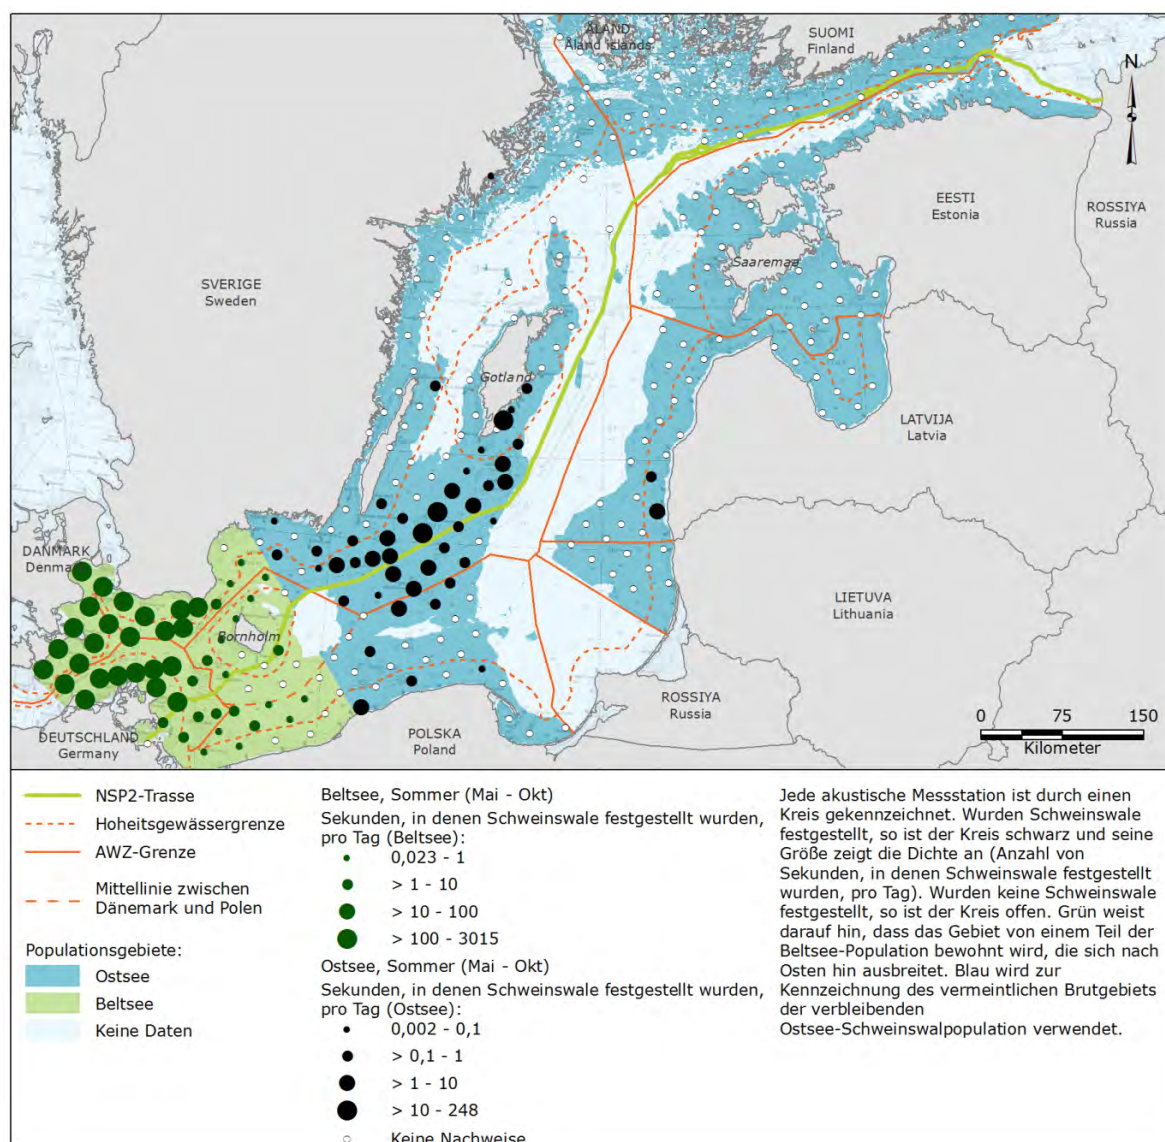 ÅLAND
Åland islands
SUOMI
Finland
N
EESTI
Estonia
ROSSIYA
Russia
SVERIGE
Sweden
Saaremaa
Gotland
LATVIJA
Latvia
DANMARK
Denmark
LIETUVA
Lithuania
Bornholm
ROSSIYA
Russia
DEUTSCHLAND
Germany
POLSKA
Poland
0 75 150
Kilometer
NSP2-Trasse
Hoheitsgewässergrenze
AWZ-Grenze
Mittellinie zwischen
Dänemark und Polen
Populationsgebiete:
Ostsee
Beltsee
Keine Daten
Beltsee, Sommer (Mai - Okt)
Sekunden, in denen Schweinswale festgestellt wurden,
pro Tag (Beltsee):
0,023 - 1
> 1 - 10
> 10 - 100
> 100 - 3015
Ostsee, Sommer (Mai - Okt)
Sekunden, in denen Schweinswale festgestellt wurden,
pro Tag (Ostsee):
0,002 - 0,1
> 0,1 - 1
> 1 - 10
> 10 - 248
Keine Nachweise
Jede akustische Messstation ist durch einen
Kreis gekennzeichnet. Wurden Schweinswale
festgestellt, so ist der Kreis schwarz und seine
Größe zeigt die Dichte an (Anzahl von
Sekunden, in denen Schweinswale festgestellt
wurden, pro Tag). Wurden keine Schweinswale
festgestellt, so ist der Kreis offen. Grün weist
darauf hin, dass das Gebiet von einem Teil der
Beltsee-Population bewohnt wird, die sich nach
Osten hin ausbreitet. Blau wird zur
Kennzeichnung des vermeintlichen Brutgebiets
der verbleibenden
Ostsee-Schweinswalpopulation verwendet.